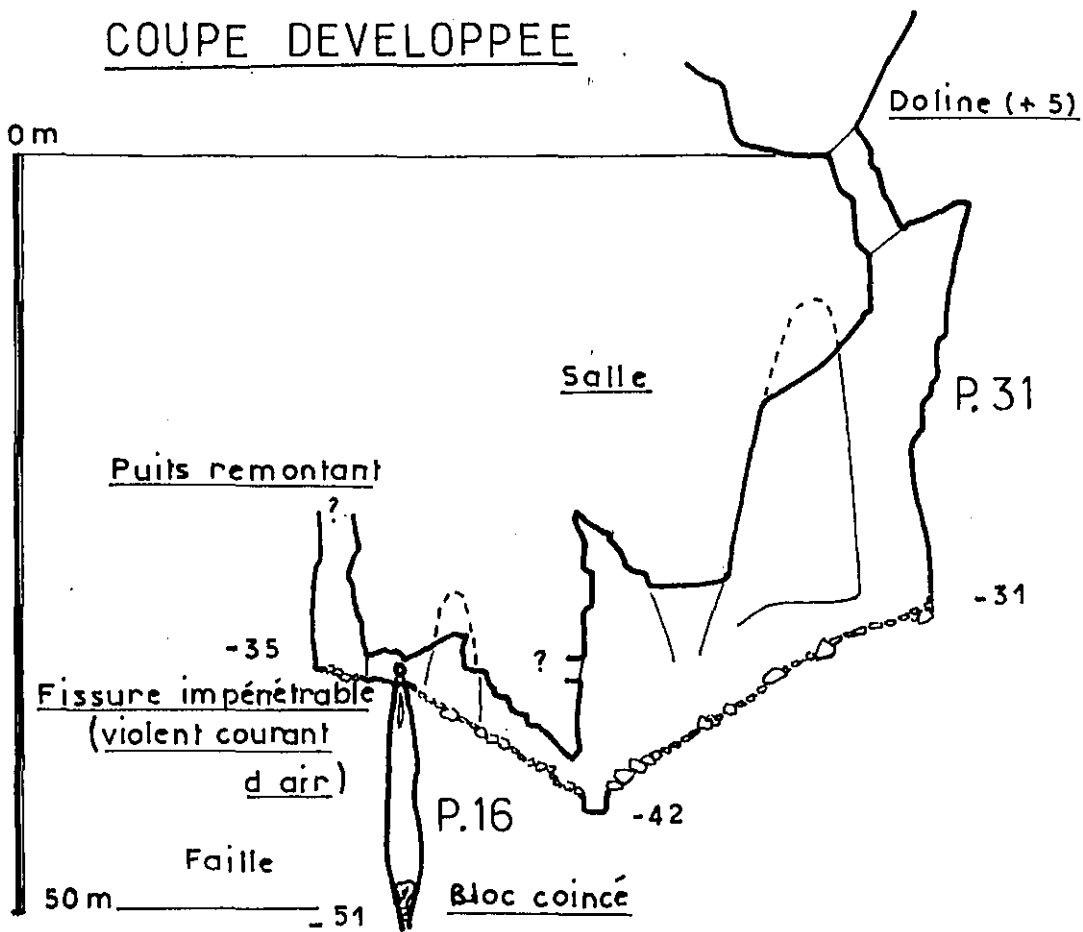 COUPE DEVELOPPEE
Doline (+ 5)
0 m
Salle
P. 31
Puits remontant
?
- 31
- 35
?
Fissure impénétrable
(violent courant
d air)
P.16
- 42
Faille
50 m
Bloc coincé
- 51